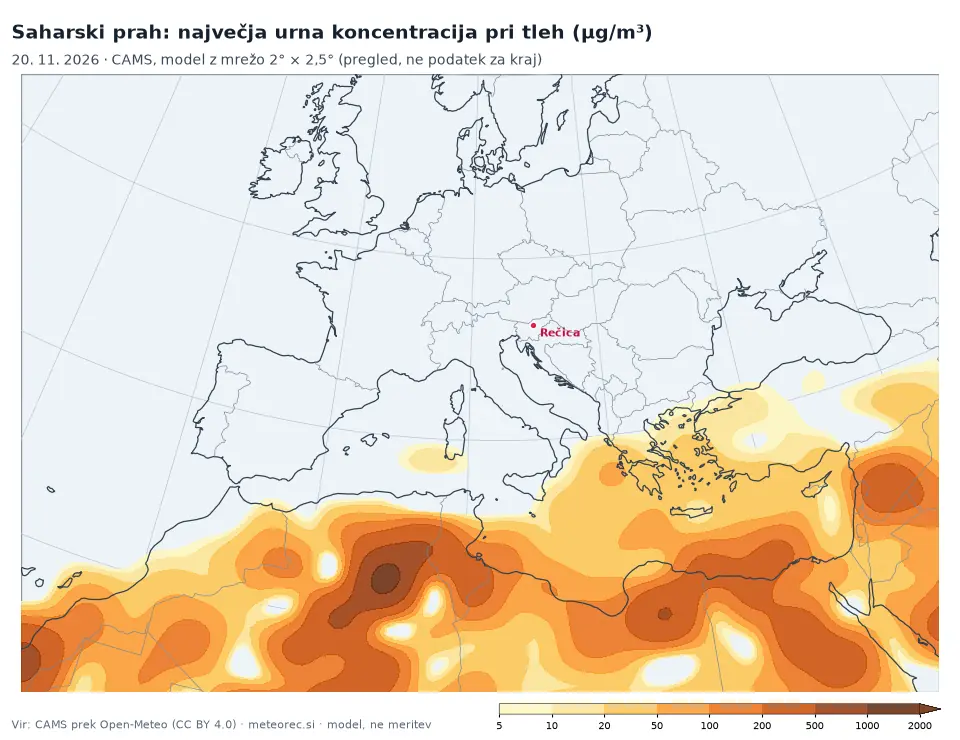 Saharski prah: največja urna koncentracija pri tleh (µg/m³)
20. 11. 2026 · CAMS, model z mrežo 2° × 2,5° (pregled, ne podatek za kraj)
Rečica
Vir: CAMS prek Open-Meteo (CC BY 4.0) · meteorec.si · model, ne meritev
5 10 20 50 100 200 500 1000 2000